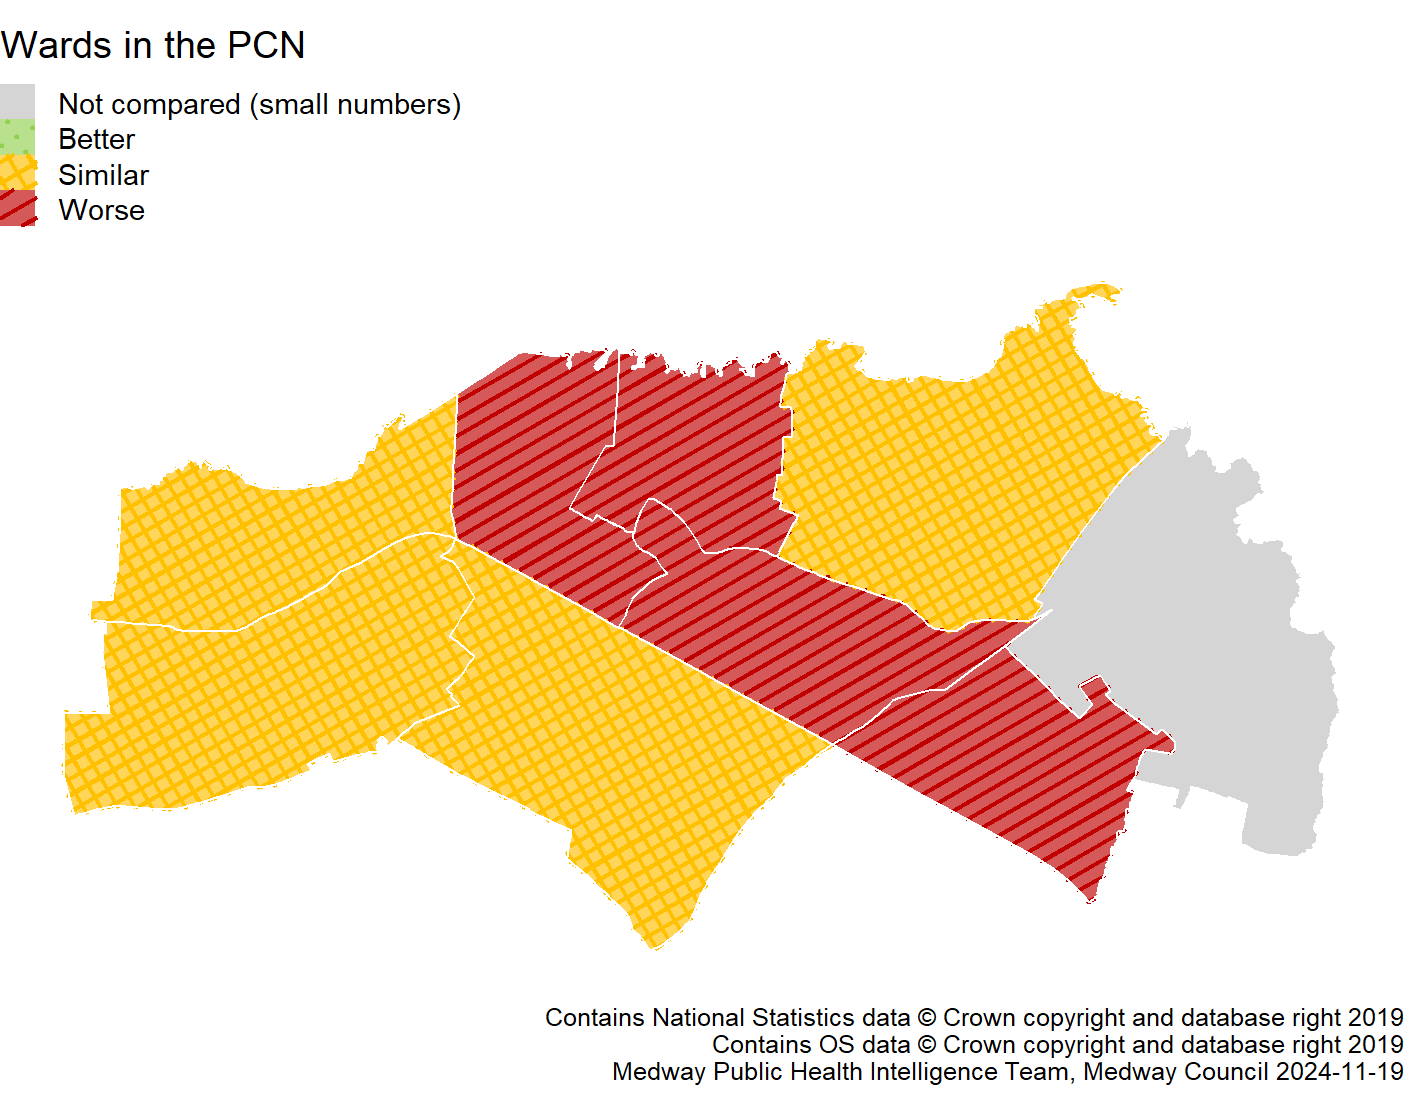 Wards in the PCN
Not compared (small numbers)
Better
Similar
Worse
Contains National Statistics data © Crown copyright and database right 2019
Contains OS data © Crown copyright and database right 2019
Medway Public Health Intelligence Team, Medway Council 2024-11-19